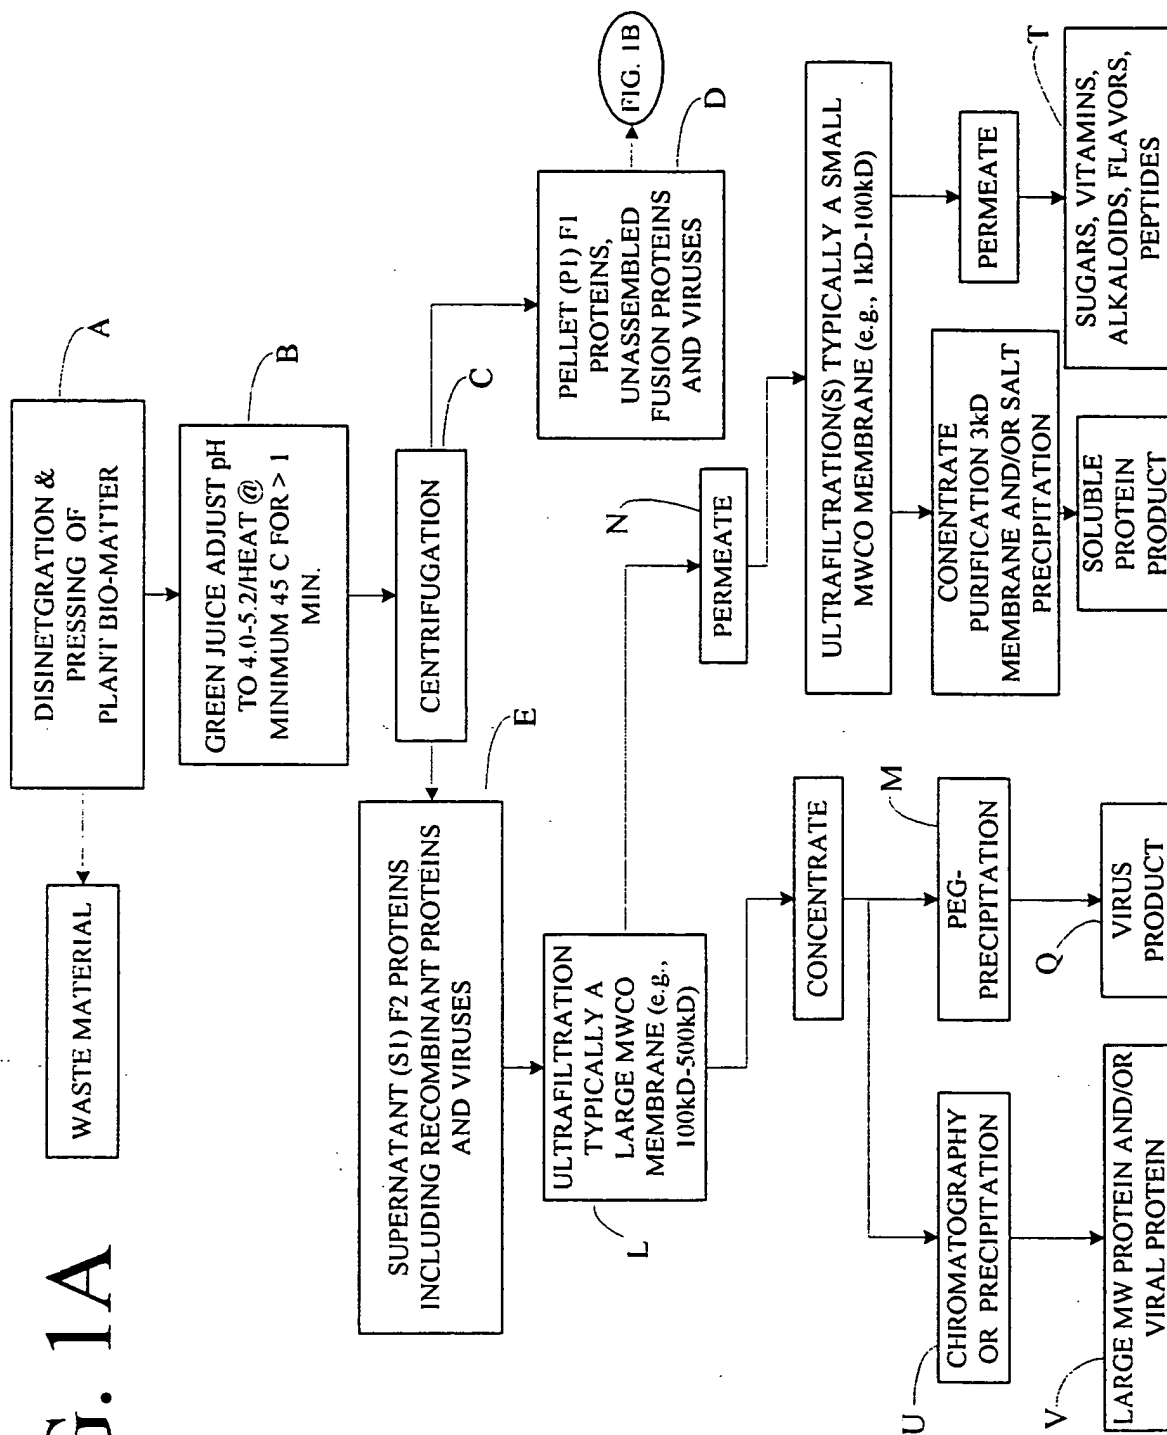 G. 1A
DISINETGRATION &
PRESSING OF
PLANT BIO-MATTER
A
WASTE MATERIAL
GREEN JUICE ADJUST pH
TO 4.0-5.2/HEAT @
MINIMUM 45 C FOR > 1
MIN.
B
CENTRIFUGATION
C
SUPERNATANT (S1) F2 PROTEINS
INCLUDING RECOMBINANT PROTEINS
AND VIRUSES
E
PELLET (P1) F1
PROTEINS,
UNASSEMBLED
FUSION PROTEINS
AND VIRUSES
D
FIG. 1B
ULTRAFILTRATION
TYPICALLY A
LARGE MWCO
MEMBRANE (e.g.,
100kD-500kD)
L
PERMEATE
N
CONCENTRATE
ULTRAFILTRATION(S) TYPICALLY A SMALL
MWCO MEMBRANE (e.g., 1kD-100kD)
CHROMATOGRAPHY
OR PRECIPITATION
U
PEG-
PRECIPITATION
M
CONENTRATE
PURIFICATION 3kD
MEMBRANE AND/OR SALT
PRECIPITATION
PERMEATE
LARGE MW PROTEIN AND/OR
VIRAL PROTEIN
V
VIRUS
PRODUCT
Q
SOLUBLE
PROTEIN
PRODUCT
SUGARS, VITAMINS,
ALKALOIDS, FLAVORS,
PEPTIDES
T